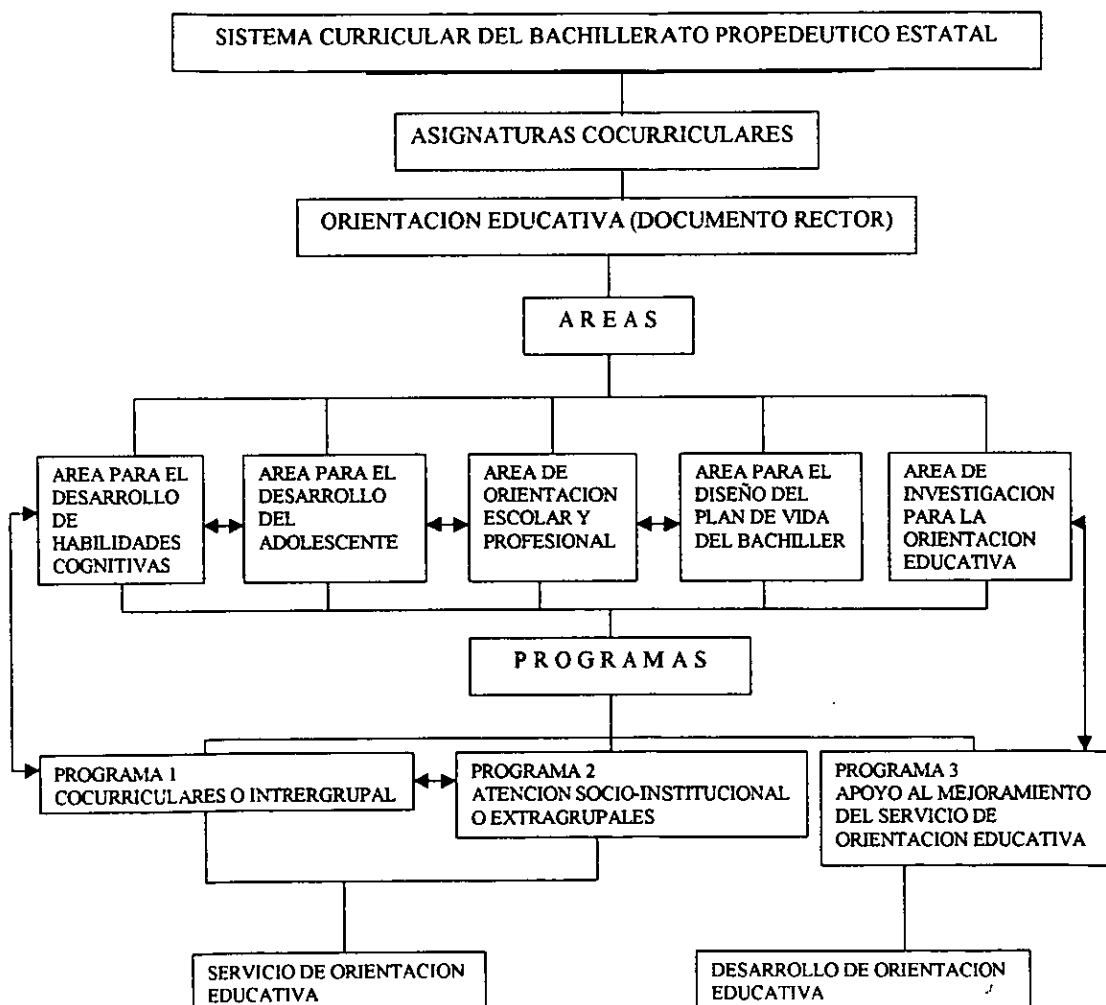 SISTEMA CURRICULAR DEL BACHILLERATO PROPEDEUTICO ESTATAL
ASIGNATURAS COCURRICULARES
ORIENTACION EDUCATIVA (DOCUMENTO RECTOR)
A R E A S
AREA PARA EL
DESARROLLO
DE
HABILIDADES
COGNITIVAS
AREA PARA EL
DESARROLLO
DEL
ADOLESCENTE
AREA DE
ORIENTACION
ESCOLAR Y
PROFESIONAL
AREA PARA EL
DISEÑO DEL
PLAN DE VIDA
DEL BACHILLER
AREA DE
INVESTIGACION
PARA LA
ORIENTACION
EDUCATIVA
P R O G R A M A S
PROGRAMA 1
COCURRICULARES O INTRERGRUPAL
PROGRAMA 2
ATENCION SOCIO-INSTITUCIONAL
O EXTRAGRUPALES
PROGRAMA 3
APOYO AL MEJORAMIENTO
DEL SERVICIO DE
ORIENTACION EDUCATIVA
SERVICIO DE ORIENTACION
EDUCATIVA
DESARROLLO DE ORIENTACION
EDUCATIVA